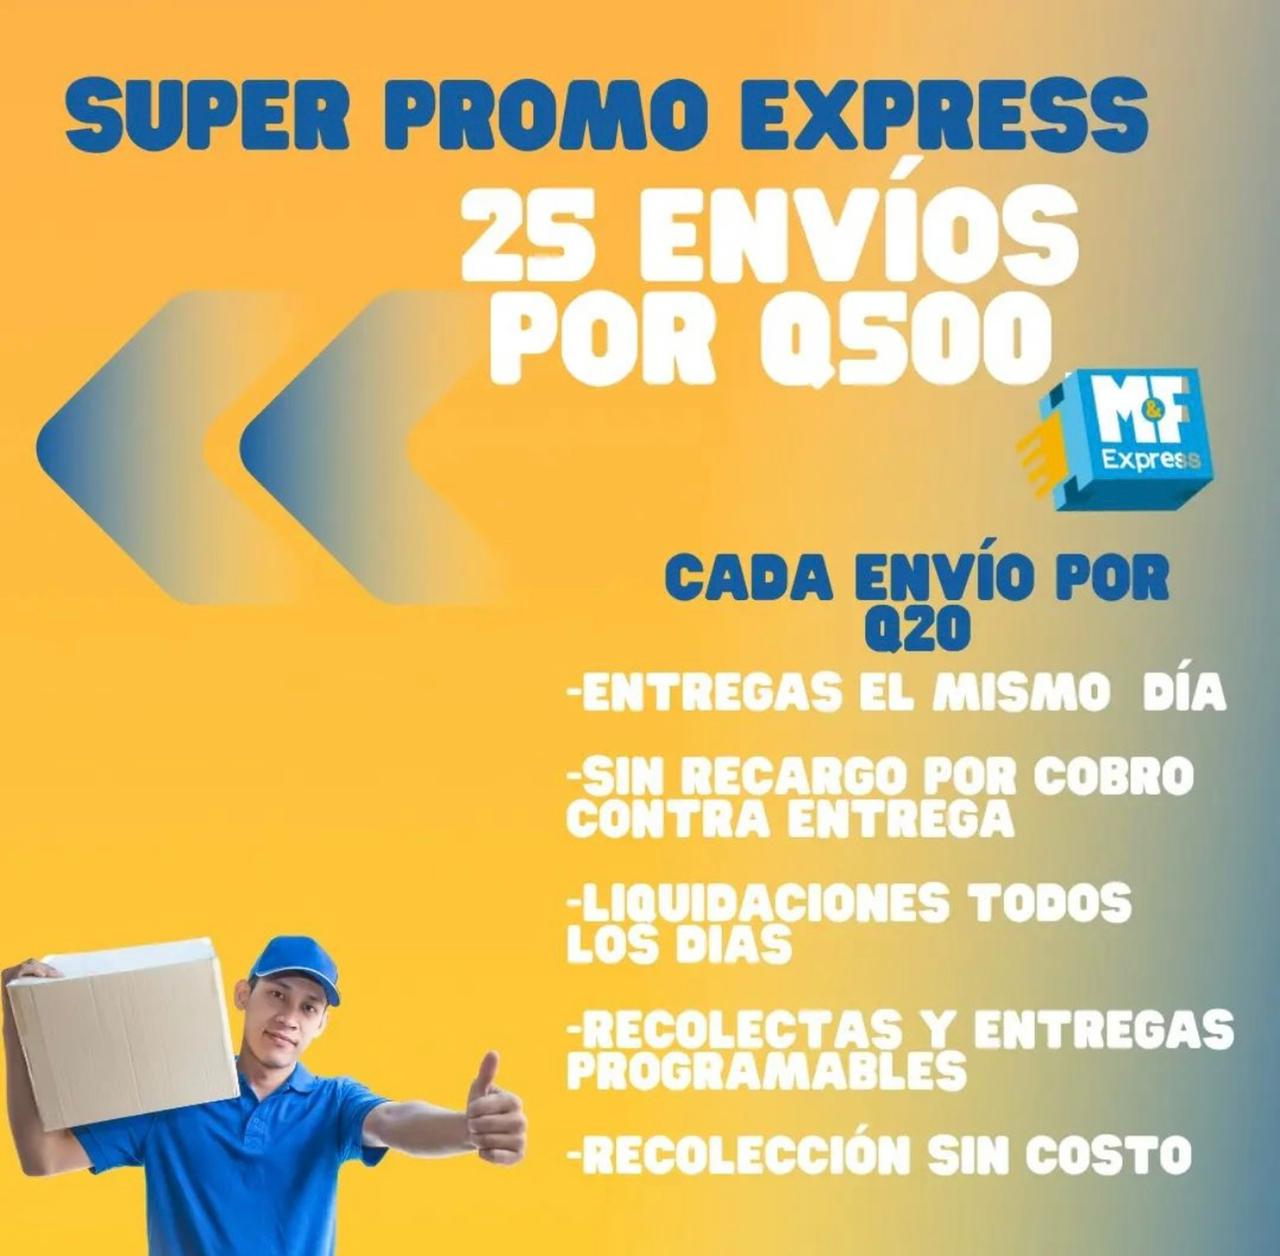 SUPER PROMO EXPRESS
25 ENVÍOS
POR Q500
M&F
Express
CADA ENVÍO POR
Q20
-ENTREGAS EL MISMO DÍA
-SIN RECARGO POR COBRO
CONTRA ENTREGA
-LIQUIDACIONES TODOS
LOS DIAS
-RECOLECTAS Y ENTREGAS
PROGRAMABLES
-RECOLECCIÓN SIN COSTO